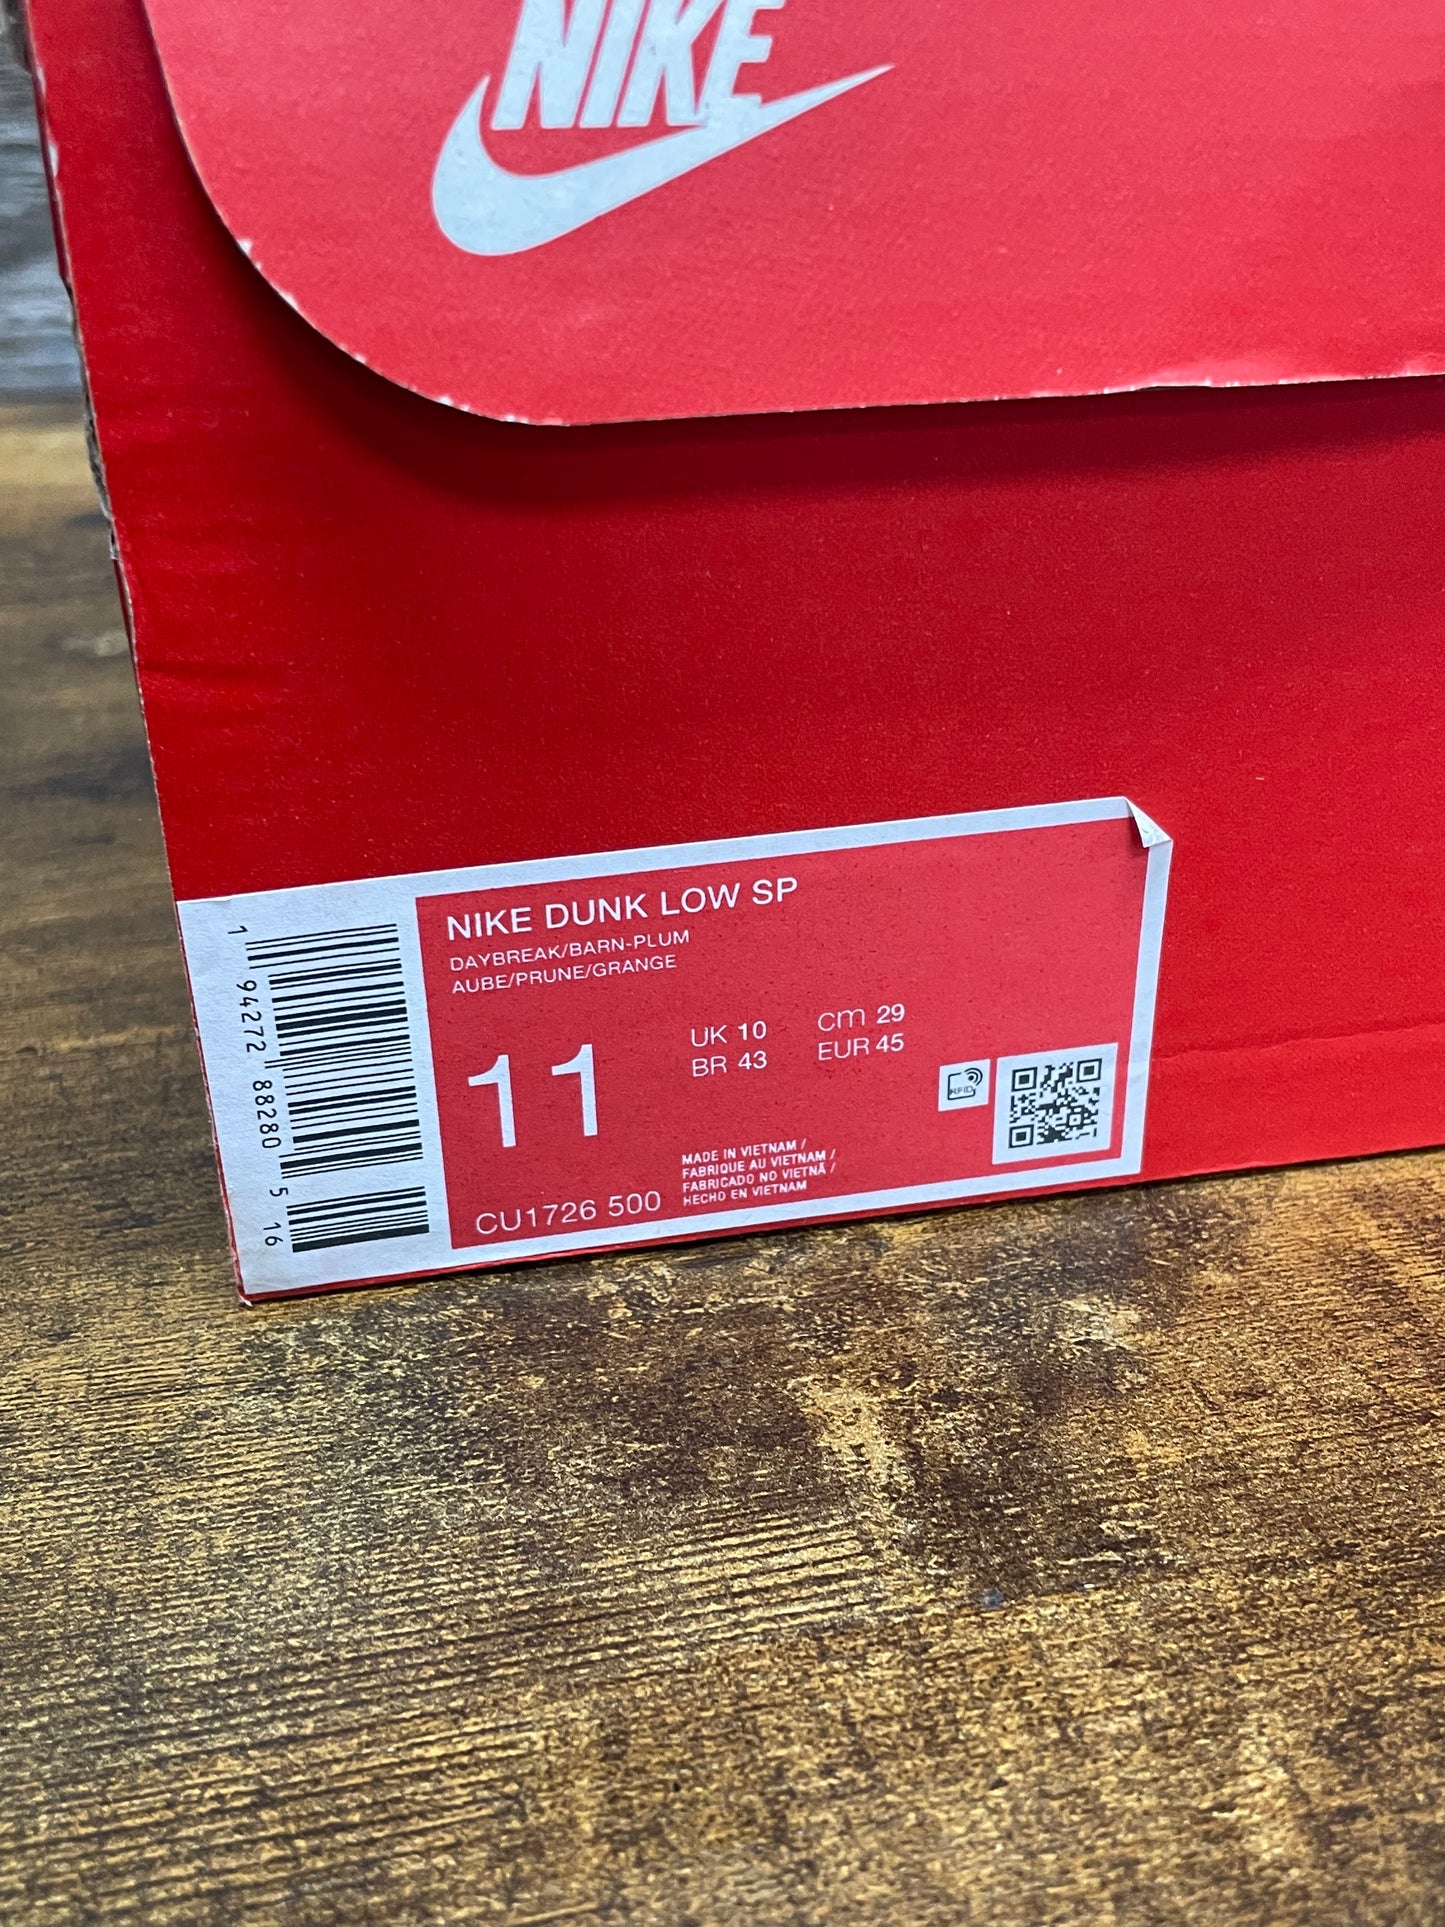 NIKE
NIKE DUNK LOW SP
DAYBREAK/BARN-PLUM
AUBE/PRUNE/GRANGE
11
UK 10
BR 43
cm 29
EUR 45
RFID
MADE IN VIETNAM /
FABRIQUE AU VIETNAM /
FABRICADO NO VIETNÃ /
HECHO EN VIETNAM
CU1726 500
1 94272 88280 5 16